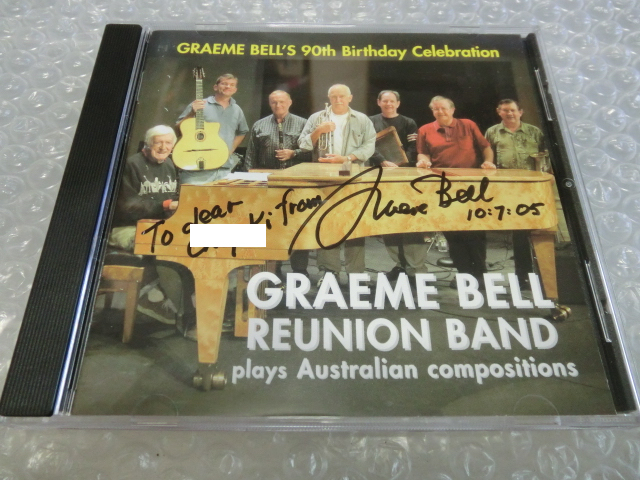 GRAEME BELL'S 90th Birthday Celebration
To dear
from Graeme Bell
10:7:05
GRAEME BELL
REUNION BAND
plays Australian compositions